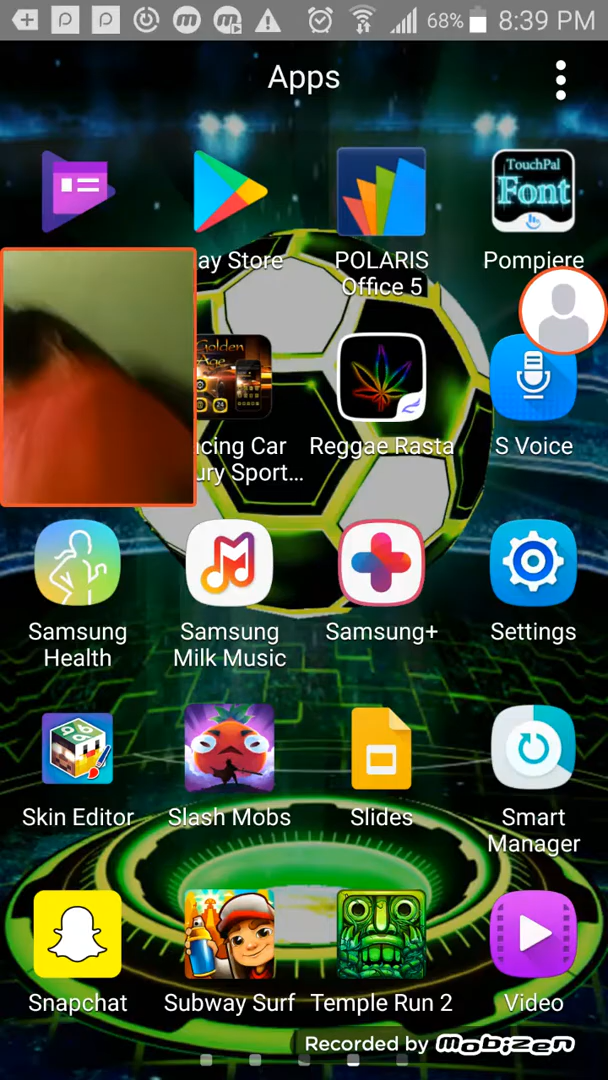 68% 8:39 PM
Apps
TouchPal
Font
ay Store
POLARIS
Office 5
Pompiere
Golden
Age
24
acing Car
ury Sport...
Reggae Rasta
S Voice
Samsung
Health
Samsung
Milk Music
Samsung+
Settings
Skin Editor
Slash Mobs
Slides
Smart
Manager
Snapchat
Subway Surf
Temple Run 2
Video
Recorded by mobizen